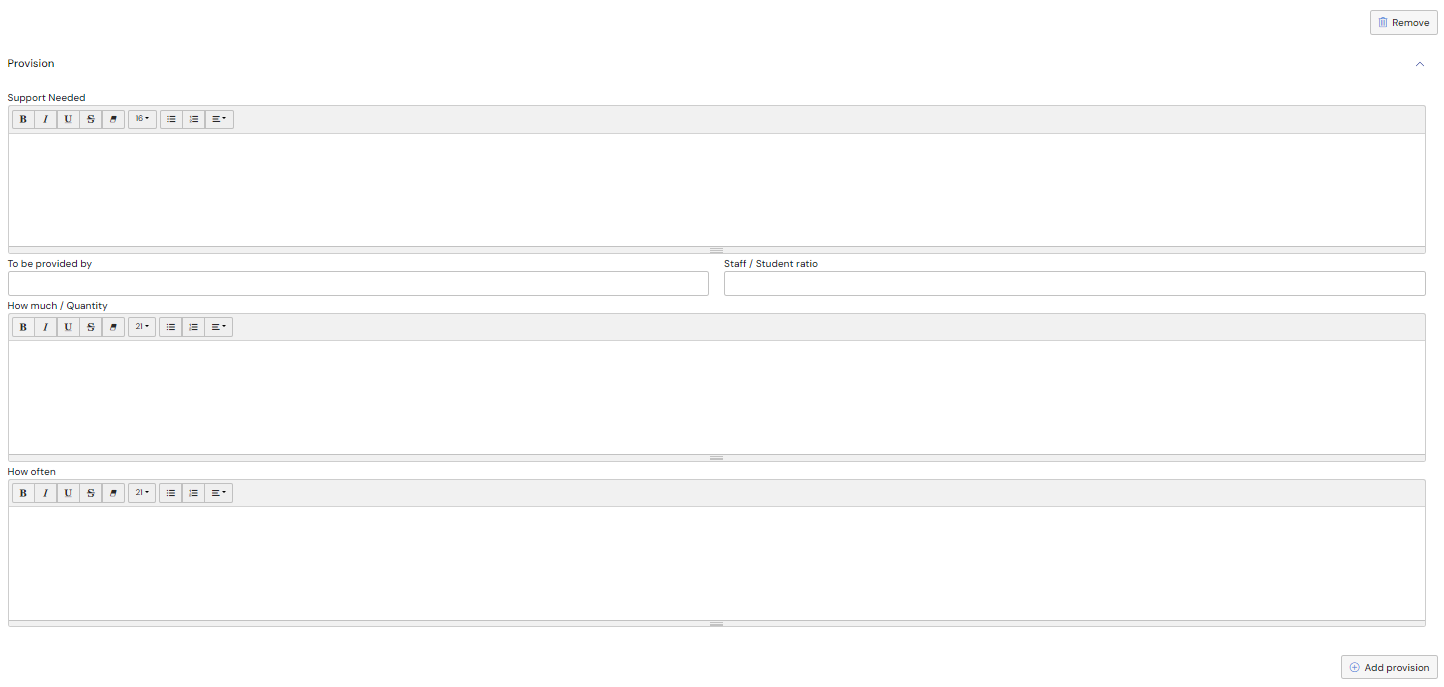 Remove
Provision
Support Needed
B I U S 16
To be provided by
Staff / Student ratio
How much / Quantity
B I U S 21
How often
B I U S 21
Add provision